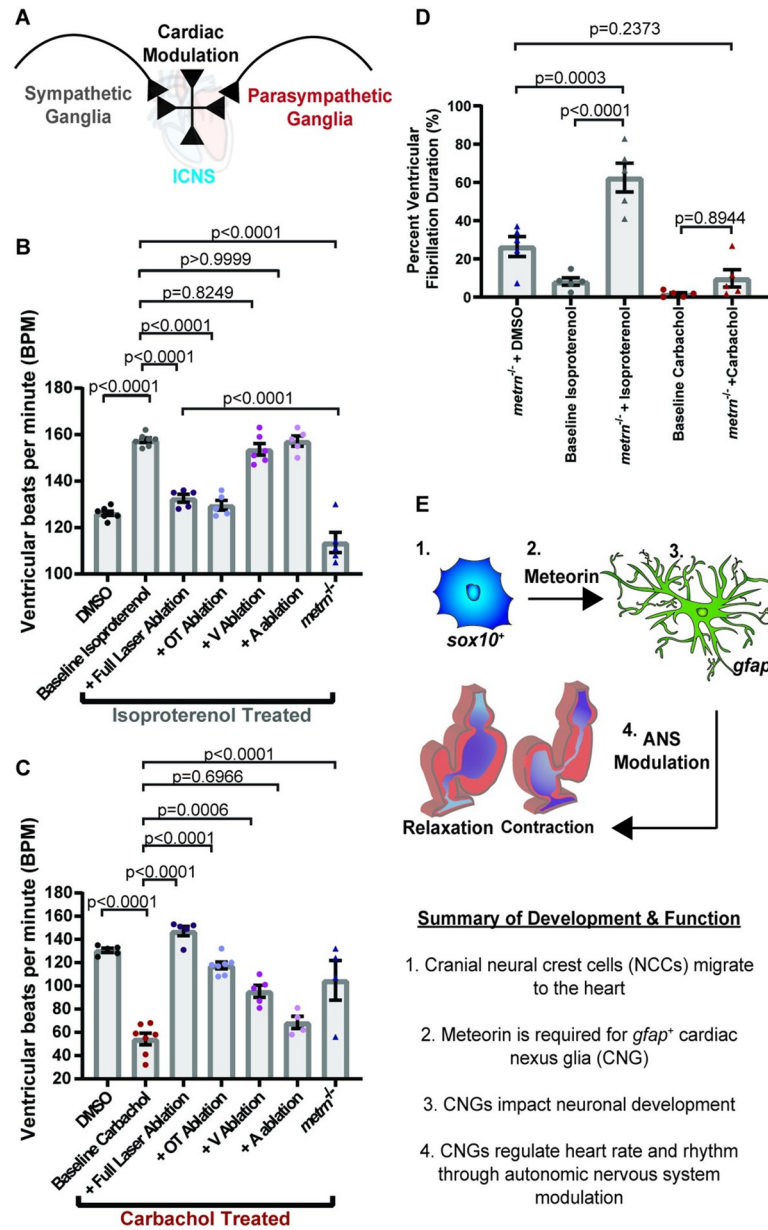 A
Cardiac
Modulation
Sympathetic
Ganglia
Parasympathetic
Ganglia
ICNS
B
p<0.0001
p>0.9999
p=0.8249
p<0.0001
p<0.0001
p<0.0001
p<0.0001
Ventricular beats per minute (BPM)
180
160
140
120
100
DMSO
Baseline Isoproterenol
+ Full Laser Ablation
+ OT Ablation
+ V Ablation
+ A ablation
metrn-/-
Isoproterenol Treated
C
p<0.0001
p=0.6966
p=0.0006
p<0.0001
p<0.0001
p<0.0001
Ventricular beats per minute (BPM)
180
160
140
120
100
80
60
40
20
DMSO
Baseline Carbachol
+ Full Laser Ablation
+ OT Ablation
+ V Ablation
+ A ablation
metrn-/-
Carbachol Treated
D
p=0.2373
p=0.0003
p<0.0001
p=0.8944
Percent Ventricular
Fibrillation Duration (%)
100
80
60
40
20
0
metrn-/- + DMSO
Baseline Isoproterenol
metrn-/- + Isoproterenol
Baseline Carbachol
metrn-/- +Carbachol
E
1.
2.
3.
Meteorin
sox10+
gfap
4.
ANS
Modulation
Relaxation
Contraction
Summary of Development & Function
1. Cranial neural crest cells (NCCs) migrate
to the heart
2. Meteorin is required for gfap+ cardiac
nexus glia (CNG)
3. CNGs impact neuronal development
4. CNGs regulate heart rate and rhythm
through autonomic nervous system
modulation